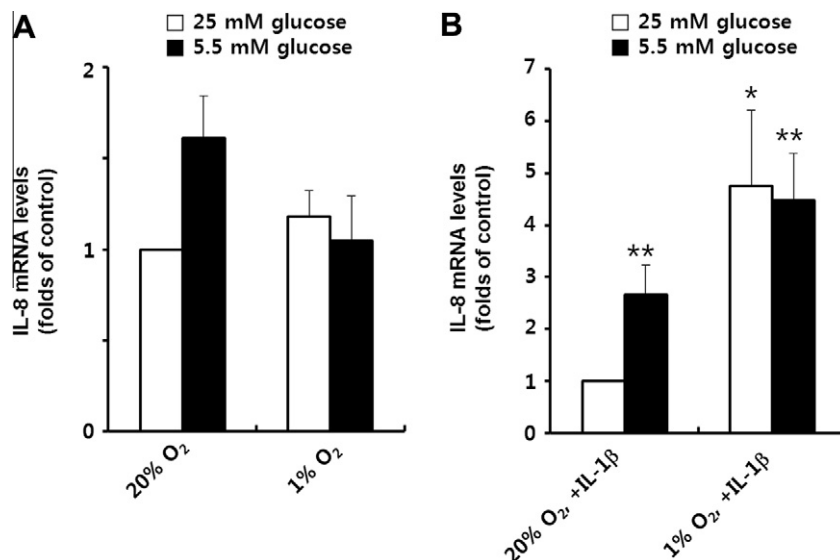 A
25 mM glucose
5.5 mM glucose
2
1
0
IL-8 mRNA levels
(folds of control)
20% O₂
1% O₂
B
25 mM glucose
5.5 mM glucose
7
6
5
4
3
2
1
0
IL-8 mRNA levels
(folds of control)
**
*
**
20% O₂, +IL-1β
1% O₂, +IL-1β